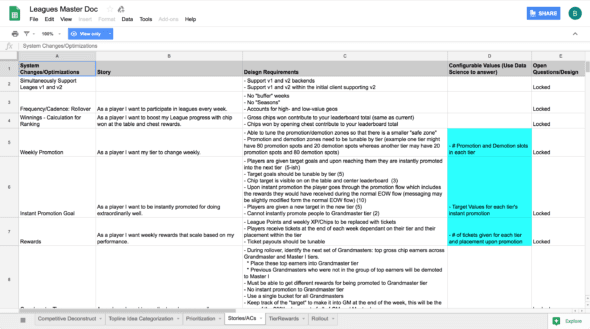 Leagues Master Doc
File Edit View Insert Format Data Tools Add-ons Help
SHARE
B
100%
View only
fx System Changes/Optimizations
A B C D E
1 System Changes/Optimizations
Story
Deisgn Requirements
Configurable Values (Use Data Science to answer)
Open Questions/Design
2 Simultaneously Support Leagues v1 and v2
- Support v1 and v2 backends
- Support v1 and v2 within the initial client supporting v2
Locked
3 Frequency/Cadence: Rollover
As a player I want to participate in leagues every week.
- No "buffer" weeks
- No "Seasons"
- Accounts for high- and low-value geos
Locked
4 Winnings - Calculation for Ranking
As a player I want to boost my League progress with chip won at the table and chest rewards.
- Gross chips won contribute to your leaderboard total (same as current)
- Chips won by opening chest contribute to your leaderboard total
Locked
5 Weekly Promotion
As a player I want my tier to change weekly.
- Able to tune the promotion/demotion zones so that there is a smaller "safe zone"
- Promotion and demotion zones need to be tunable by tier (example one tier might
have 80 promotion spots and 20 demotion spots whereas another tier may have 20
promotion spots and 80 demotion spots)
- # Promotion and Demotion slots in each tier
Locked
6 Instant Promotion Goal
As a player I want to be instantly promoted for doing extraordinarily well.
- Players are given target goals and upon reaching them they are instantly promoted
into the next tier (5-ish)
- Target goals should be tunable by tier (5)
- Chip target is visible on on the table and center leaderboard (3)
- Upon instant promotion the player goes through the promotion flow which includes
the rewards they would have received during the normal EOW flow (messaging may
be slightly modified form the normal EOW flow) (10)
- Players are given a new target in the new tier (5)
- Cannot instantly promote people to Grandmaster tier (2)
- Target Values for each tier's instant promotion
Locked
7 Rewards
As a player I want weekly rewards that scale based on my performance.
- League Points and weekly XP/Chips to be replaced with tickets
- Players receive tickets at the end of each week dependant on their tier and their
placement within the tier
- Ticket payouts should be tunable
- # of tickets given for each tier and placement upon promotion
Locked
8
- During rollover, identify the next set of Grandmasters: top gross chip earners across
Grandmaster and Master I tiers.
* Place these top earners into Grandmaster tier
* Previous Grandmasters who were not in the group of top earners will be demoted
to Master I
- Must be able to get different rewards for being promoted to Grandmaster tier
- No instant promotion to Grandmaster tier
- Use a single bucket for all Grandmasters
- Keep track of the "target" to make it into GM at the end of the week, this will be the
Competitive Deconstruct
Topline Idea Categorization
Prioritization
Stories/ACs
TierRewards
Rollout
Explore